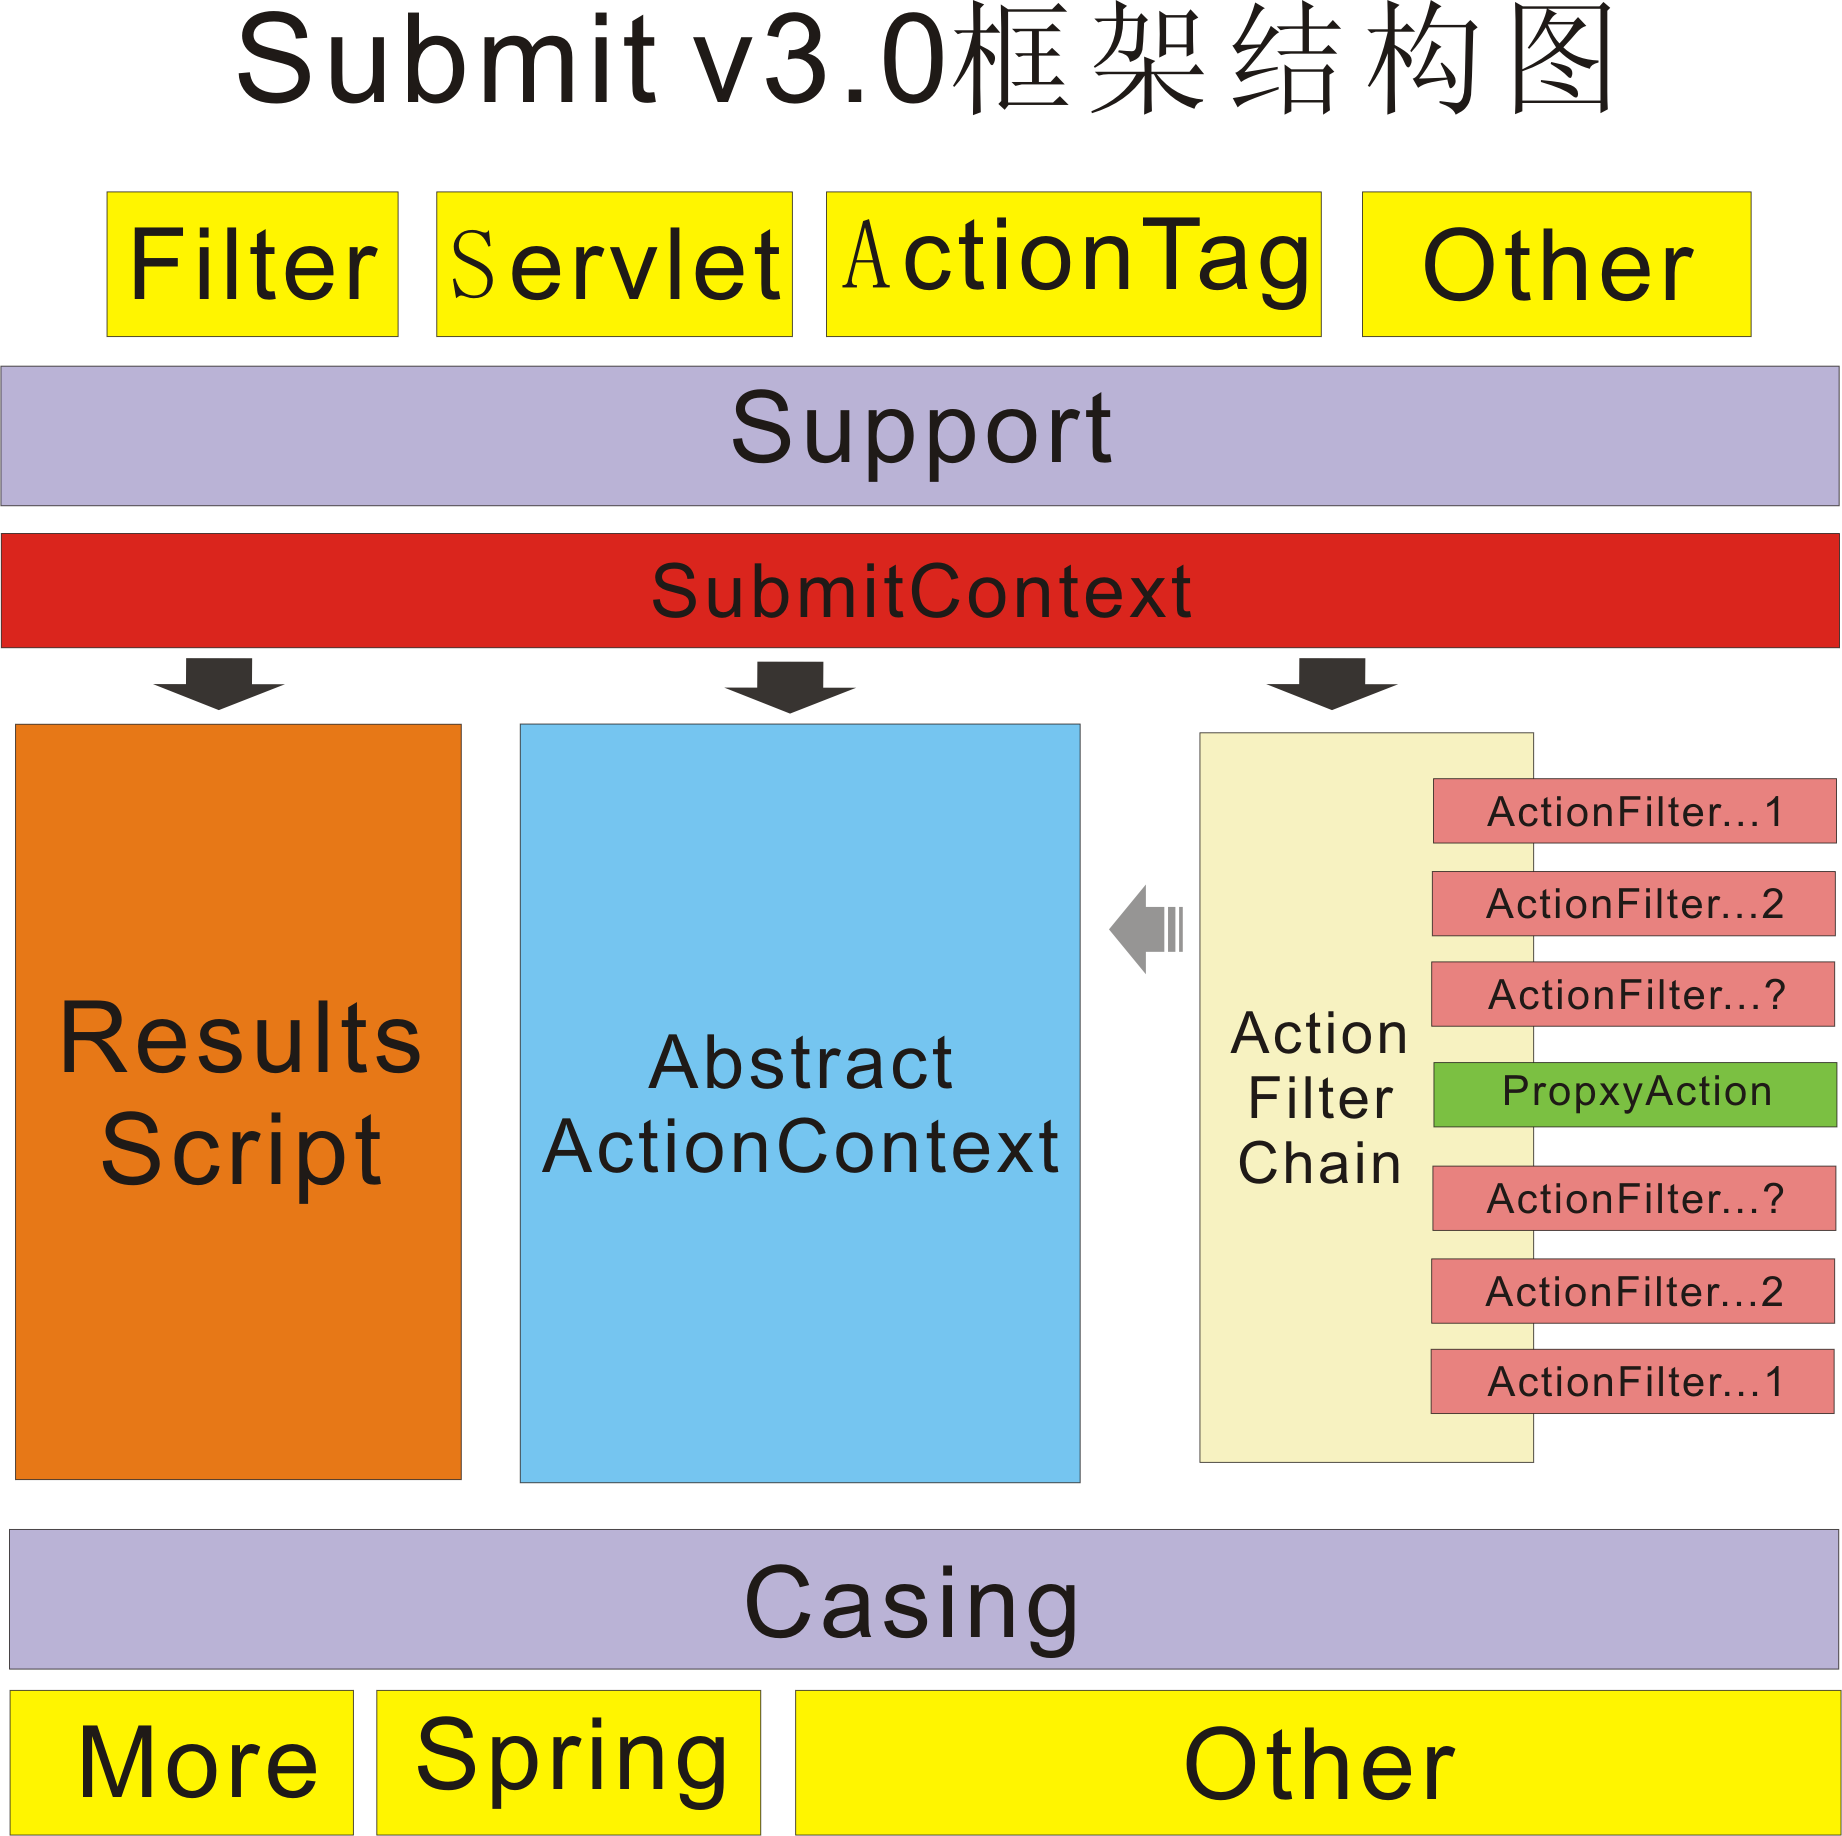 Submit v3.0框架结构图
Filter
Servlet
ActionTag
Other
Support
SubmitContext
Results
Script
Abstract
ActionContext
Action
Filter
Chain
ActionFilter...1
ActionFilter...2
ActionFilter...?
PropxyAction
ActionFilter...?
ActionFilter...2
ActionFilter...1
Casing
More
Spring
Other